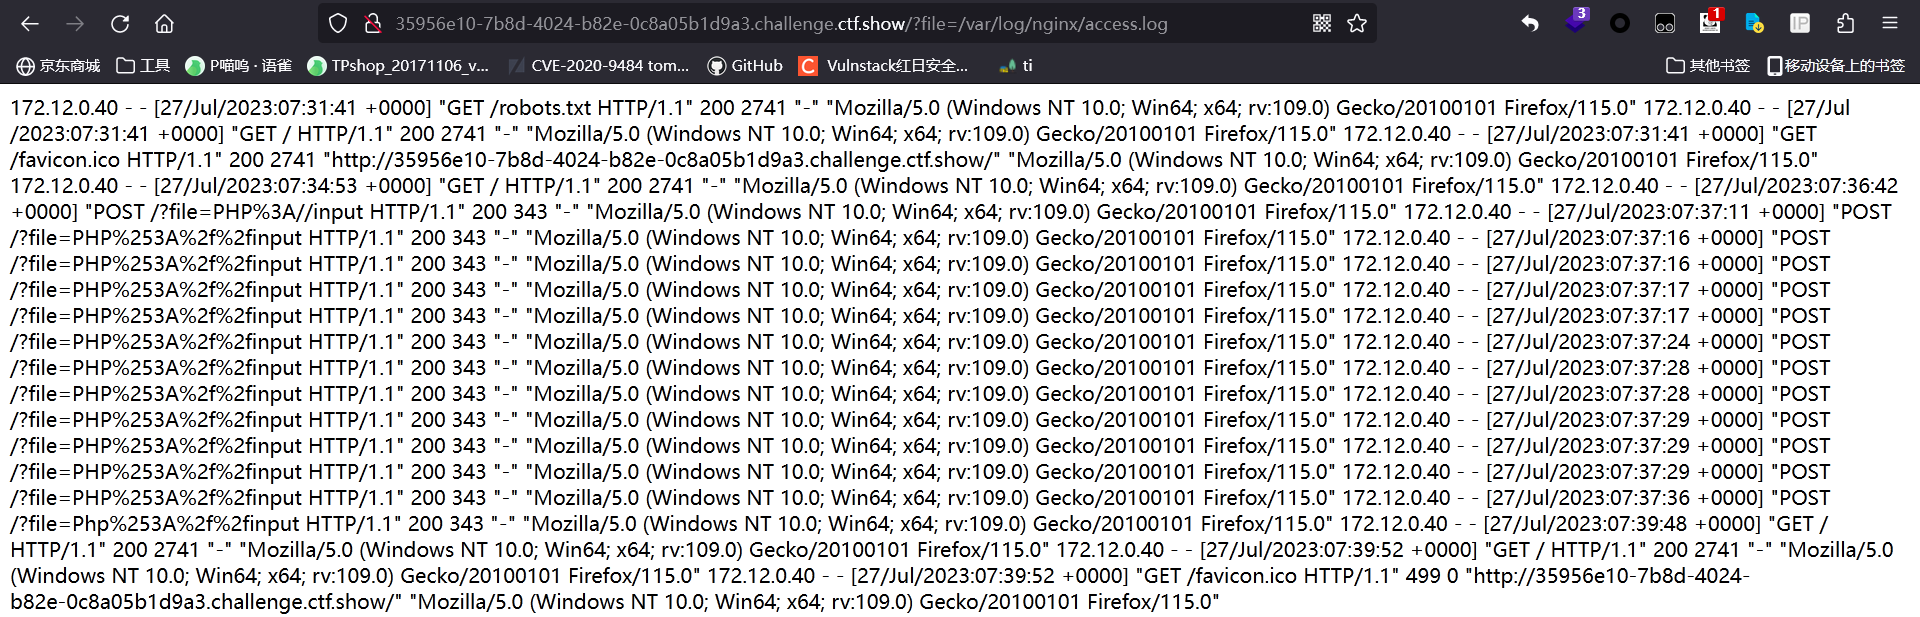 35956e10-7b8d-4024-b82e-0c8a05b1d9a3.challenge.ctf.show/?file=/var/log/nginx/access.log
3
1
IP
京东商城 工具 P喵呜 · 语雀 TPshop_20171106_v... CVE-2020-9484 tom... GitHub C Vulnstack红日安全... ti 其他书签 移动设备上的书签
172.12.0.40 - - [27/Jul/2023:07:31:41 +0000] "GET /robots.txt HTTP/1.1" 200 2741 "-" "Mozilla/5.0 (Windows NT 10.0; Win64; x64; rv:109.0) Gecko/20100101 Firefox/115.0" 172.12.0.40 - - [27/Jul
/2023:07:31:41 +0000] "GET / HTTP/1.1" 200 2741 "-" "Mozilla/5.0 (Windows NT 10.0; Win64; x64; rv:109.0) Gecko/20100101 Firefox/115.0" 172.12.0.40 - - [27/Jul/2023:07:31:41 +0000] "GET
/favicon.ico HTTP/1.1" 200 2741 "http://35956e10-7b8d-4024-b82e-0c8a05b1d9a3.challenge.ctf.show/" "Mozilla/5.0 (Windows NT 10.0; Win64; x64; rv:109.0) Gecko/20100101 Firefox/115.0"
172.12.0.40 - - [27/Jul/2023:07:34:53 +0000] "GET / HTTP/1.1" 200 2741 "-" "Mozilla/5.0 (Windows NT 10.0; Win64; x64; rv:109.0) Gecko/20100101 Firefox/115.0" 172.12.0.40 - - [27/Jul/2023:07:36:42
+0000] "POST /?file=PHP%3A//input HTTP/1.1" 200 343 "-" "Mozilla/5.0 (Windows NT 10.0; Win64; x64; rv:109.0) Gecko/20100101 Firefox/115.0" 172.12.0.40 - - [27/Jul/2023:07:37:11 +0000] "POST
/?file=PHP%253A%2f%2finput HTTP/1.1" 200 343 "-" "Mozilla/5.0 (Windows NT 10.0; Win64; x64; rv:109.0) Gecko/20100101 Firefox/115.0" 172.12.0.40 - - [27/Jul/2023:07:37:16 +0000] "POST
/?file=PHP%253A%2f%2finput HTTP/1.1" 200 343 "-" "Mozilla/5.0 (Windows NT 10.0; Win64; x64; rv:109.0) Gecko/20100101 Firefox/115.0" 172.12.0.40 - - [27/Jul/2023:07:37:16 +0000] "POST
/?file=PHP%253A%2f%2finput HTTP/1.1" 200 343 "-" "Mozilla/5.0 (Windows NT 10.0; Win64; x64; rv:109.0) Gecko/20100101 Firefox/115.0" 172.12.0.40 - - [27/Jul/2023:07:37:17 +0000] "POST
/?file=PHP%253A%2f%2finput HTTP/1.1" 200 343 "-" "Mozilla/5.0 (Windows NT 10.0; Win64; x64; rv:109.0) Gecko/20100101 Firefox/115.0" 172.12.0.40 - - [27/Jul/2023:07:37:17 +0000] "POST
/?file=PHP%253A%2f%2finput HTTP/1.1" 200 343 "-" "Mozilla/5.0 (Windows NT 10.0; Win64; x64; rv:109.0) Gecko/20100101 Firefox/115.0" 172.12.0.40 - - [27/Jul/2023:07:37:24 +0000] "POST
/?file=PHP%253A%2f%2finput HTTP/1.1" 200 343 "-" "Mozilla/5.0 (Windows NT 10.0; Win64; x64; rv:109.0) Gecko/20100101 Firefox/115.0" 172.12.0.40 - - [27/Jul/2023:07:37:28 +0000] "POST
/?file=PHP%253A%2f%2finput HTTP/1.1" 200 343 "-" "Mozilla/5.0 (Windows NT 10.0; Win64; x64; rv:109.0) Gecko/20100101 Firefox/115.0" 172.12.0.40 - - [27/Jul/2023:07:37:28 +0000] "POST
/?file=PHP%253A%2f%2finput HTTP/1.1" 200 343 "-" "Mozilla/5.0 (Windows NT 10.0; Win64; x64; rv:109.0) Gecko/20100101 Firefox/115.0" 172.12.0.40 - - [27/Jul/2023:07:37:29 +0000] "POST
/?file=PHP%253A%2f%2finput HTTP/1.1" 200 343 "-" "Mozilla/5.0 (Windows NT 10.0; Win64; x64; rv:109.0) Gecko/20100101 Firefox/115.0" 172.12.0.40 - - [27/Jul/2023:07:37:29 +0000] "POST
/?file=PHP%253A%2f%2finput HTTP/1.1" 200 343 "-" "Mozilla/5.0 (Windows NT 10.0; Win64; x64; rv:109.0) Gecko/20100101 Firefox/115.0" 172.12.0.40 - - [27/Jul/2023:07:37:29 +0000] "POST
/?file=PHP%253A%2f%2finput HTTP/1.1" 200 343 "-" "Mozilla/5.0 (Windows NT 10.0; Win64; x64; rv:109.0) Gecko/20100101 Firefox/115.0" 172.12.0.40 - - [27/Jul/2023:07:37:36 +0000] "POST
/?file=Php%253A%2f%2finput HTTP/1.1" 200 343 "-" "Mozilla/5.0 (Windows NT 10.0; Win64; x64; rv:109.0) Gecko/20100101 Firefox/115.0" 172.12.0.40 - - [27/Jul/2023:07:39:48 +0000] "GET /
HTTP/1.1" 200 2741 "-" "Mozilla/5.0 (Windows NT 10.0; Win64; x64; rv:109.0) Gecko/20100101 Firefox/115.0" 172.12.0.40 - - [27/Jul/2023:07:39:52 +0000] "GET / HTTP/1.1" 200 2741 "-" "Mozilla/5.0
(Windows NT 10.0; Win64; x64; rv:109.0) Gecko/20100101 Firefox/115.0" 172.12.0.40 - - [27/Jul/2023:07:39:52 +0000] "GET /favicon.ico HTTP/1.1" 499 0 "http://35956e10-7b8d-4024-
b82e-0c8a05b1d9a3.challenge.ctf.show/" "Mozilla/5.0 (Windows NT 10.0; Win64; x64; rv:109.0) Gecko/20100101 Firefox/115.0"